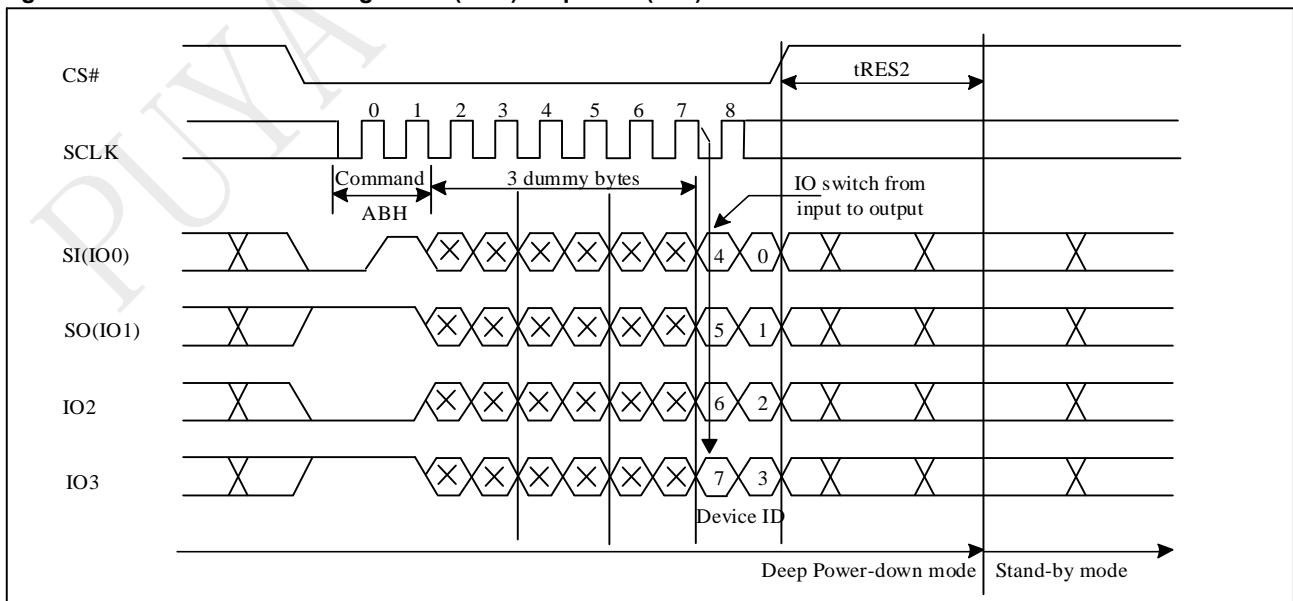 PUYA
CS#
tRES2
0 1 2 3 4 5 6 7 8
SCLK
Command
3 dummy bytes
IO switch from
input to output
ABH
SI(IO0)
4 0
SO(IO1)
5 1
IO2
6 2
IO3
7 3
Device ID
Deep Power-down mode
Stand-by mode